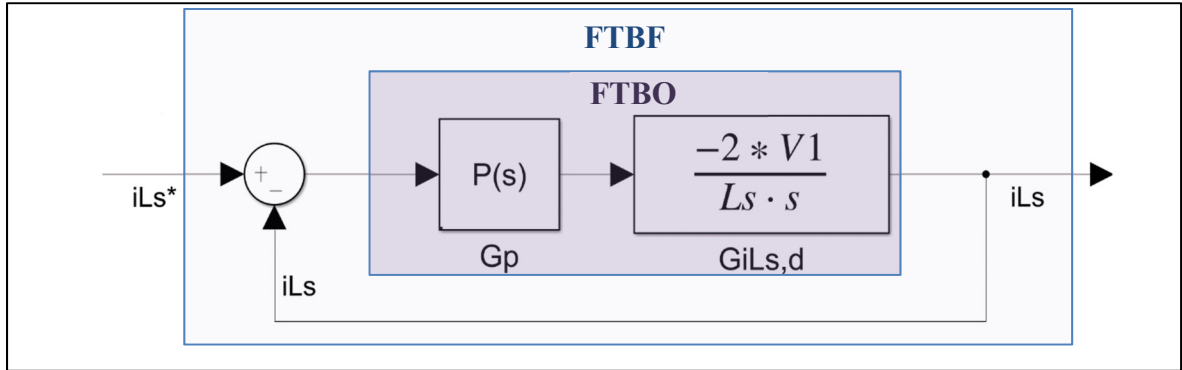 FTBF
FTBO
iLs*
+
−
P(s)
Gp
−2 * V1
Ls · s
GiLs,d
iLs
iLs